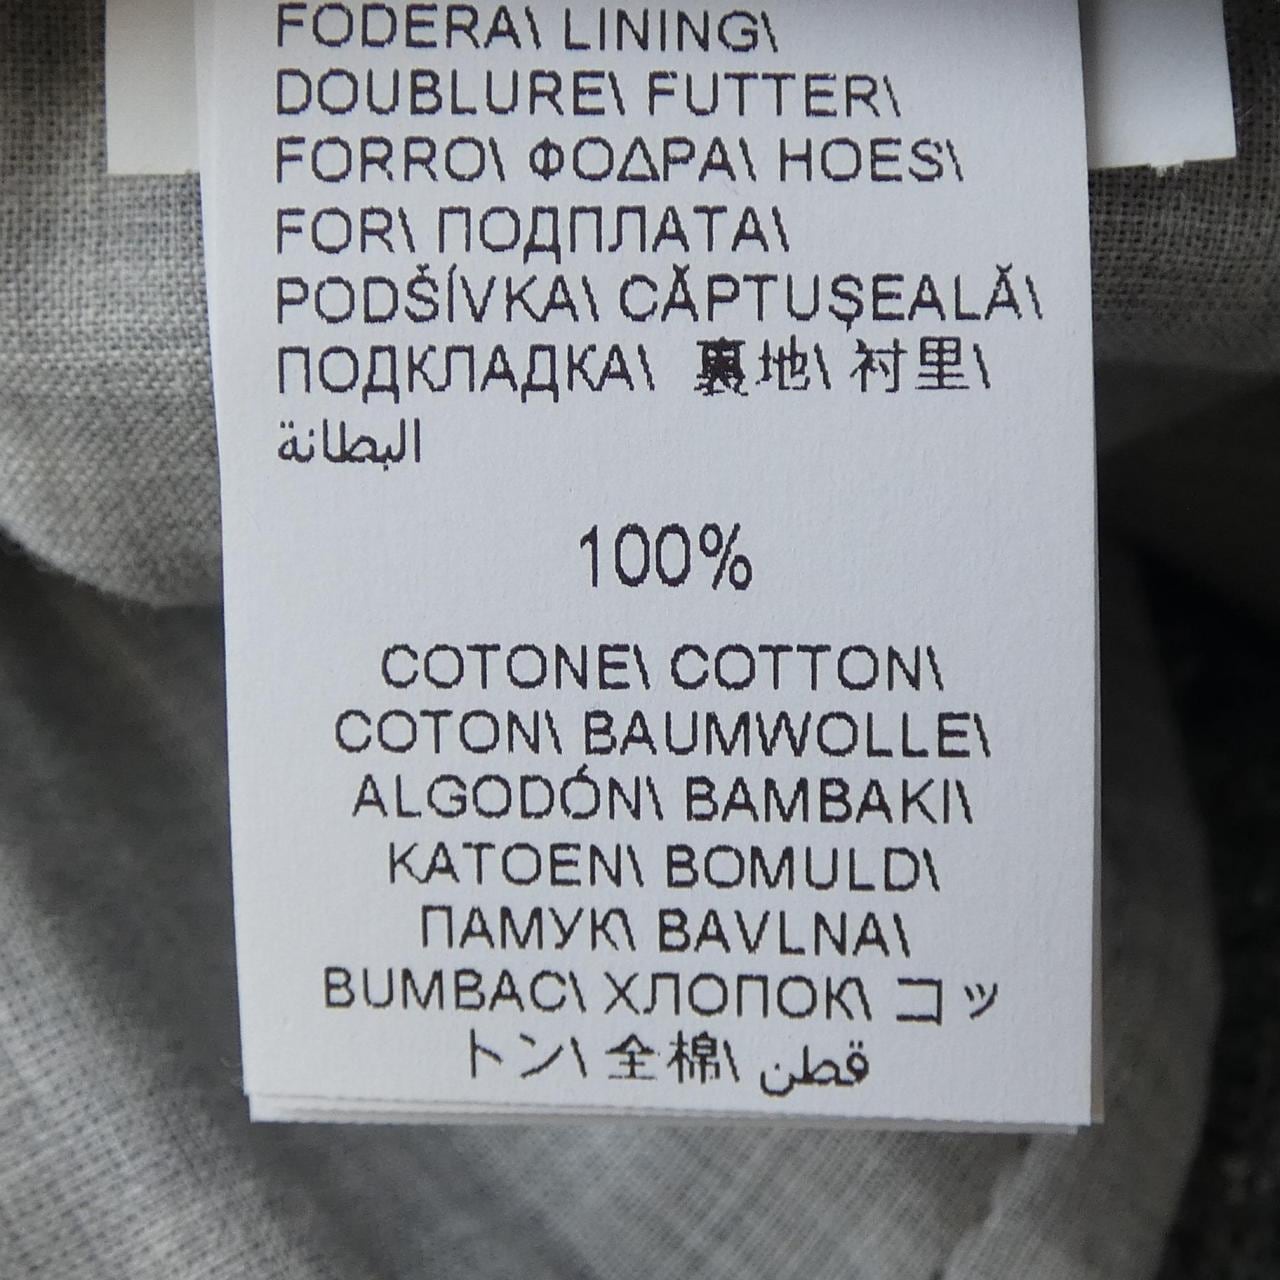 FODERA\ LINING\
DOUBLURE\ FUTTER\
FORRO\ ΦΟΔΡΑ\ HOES\
FOR\ ПОДПЛАТА\
PODŠÍVKA\ CĂPTUȘEALĂ\
ПОДКЛАДКА\ 裏地\ 衬里\
البطانة
100%
COTONE\ COTTON\
COTON\ BAUMWOLLE\
ALGODÓN\ BAMBAKI\
KATOEN\ BOMULD\
ПАМУК\ BAVLNA\
BUMBAC\ ХЛОПОК\ コッ
トン\ 全棉\ قطن